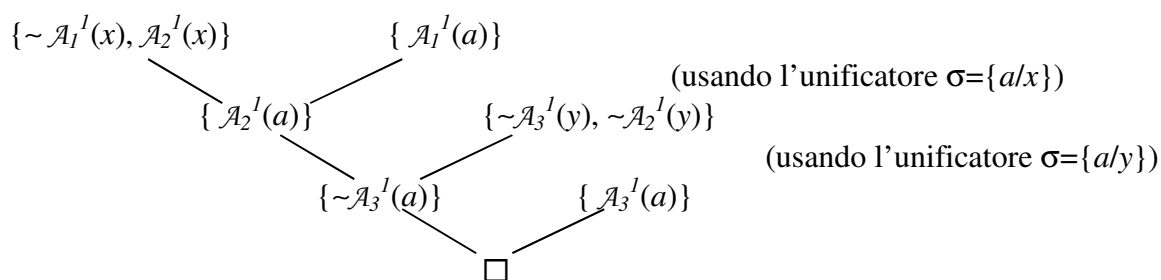 {~ 𝒜₁¹(x), 𝒜₂¹(x)} { 𝒜₁¹(a)}
(usando l’unificatore σ={a/x})
{ 𝒜₂¹(a)} {~𝒜₃¹(y), ~𝒜₂¹(y)}
(usando l’unificatore σ={a/y})
{~𝒜₃¹(a)} { 𝒜₃¹(a)}
□